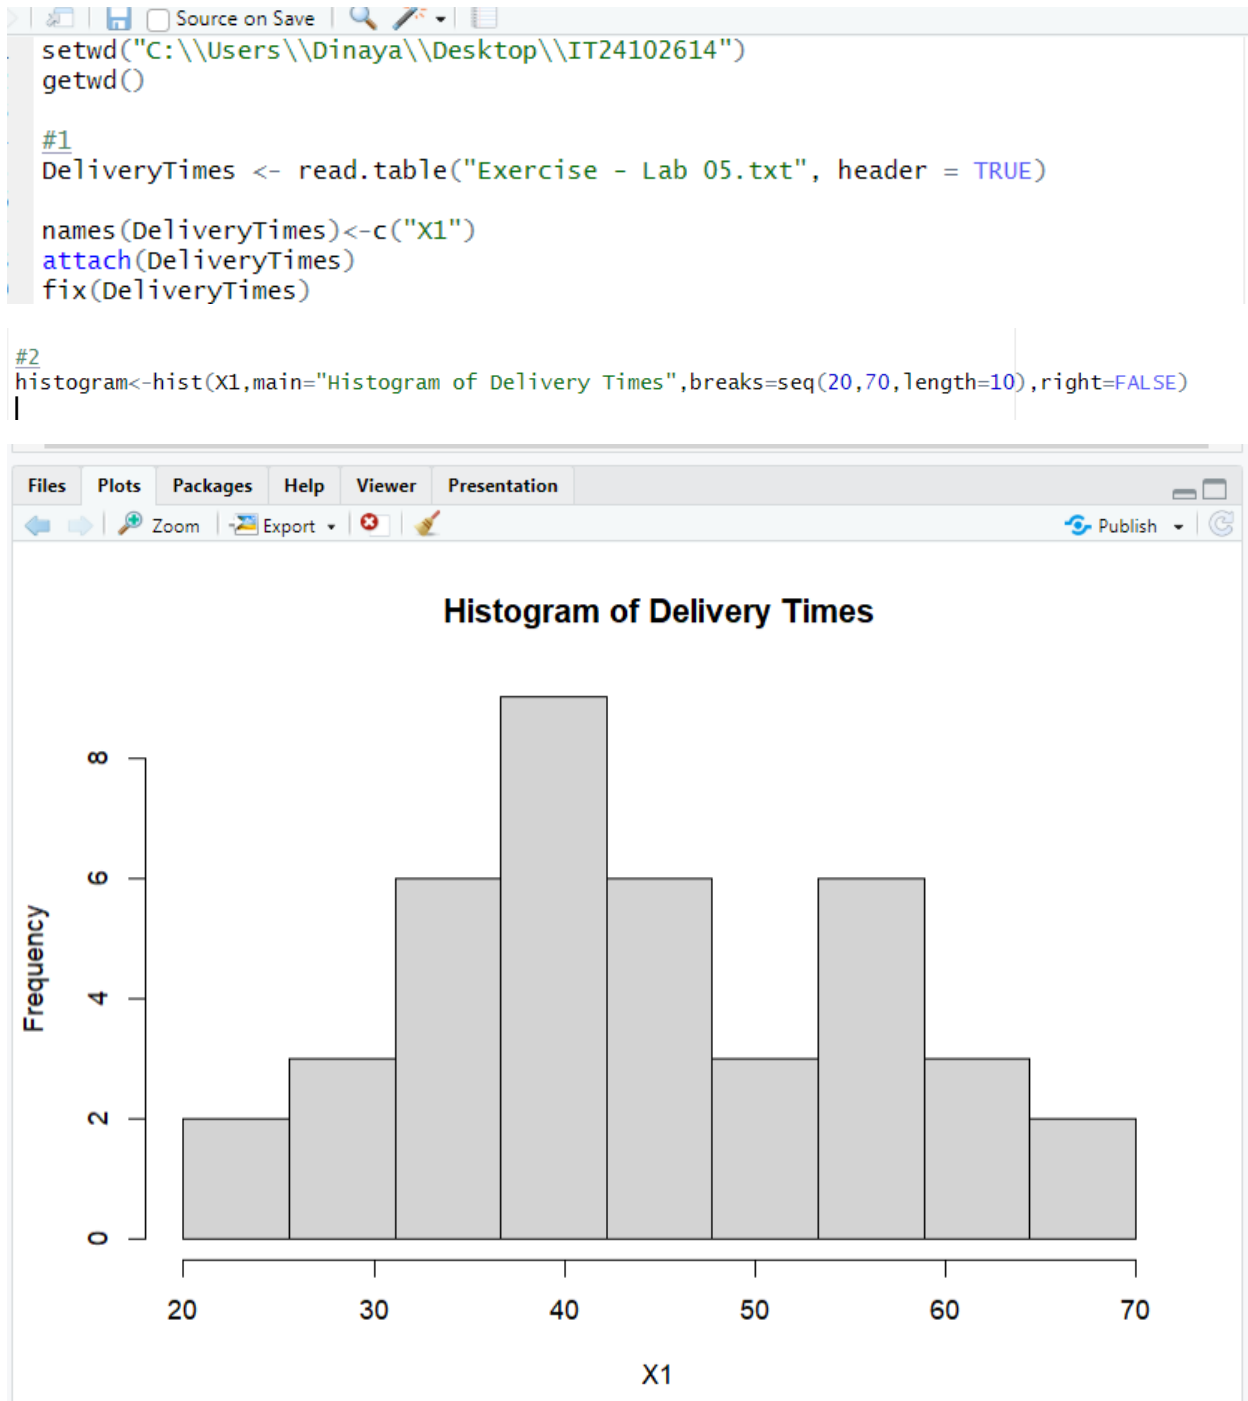 Source on Save
setwd("C:\\Users\\Dinaya\\Desktop\\IT24102614")
getwd()
#1
DeliveryTimes <- read.table("Exercise - Lab 05.txt", header = TRUE)
names(DeliveryTimes)<-c("X1")
attach(DeliveryTimes)
fix(DeliveryTimes)
#2
histogram<-hist(X1,main="Histogram of Delivery Times",breaks=seq(20,70,length=10),right=FALSE)
Files Plots Packages Help Viewer Presentation
Zoom Export Publish
Histogram of Delivery Times
8
6
4
2
0
Frequency
20 30 40 50 60 70
X1